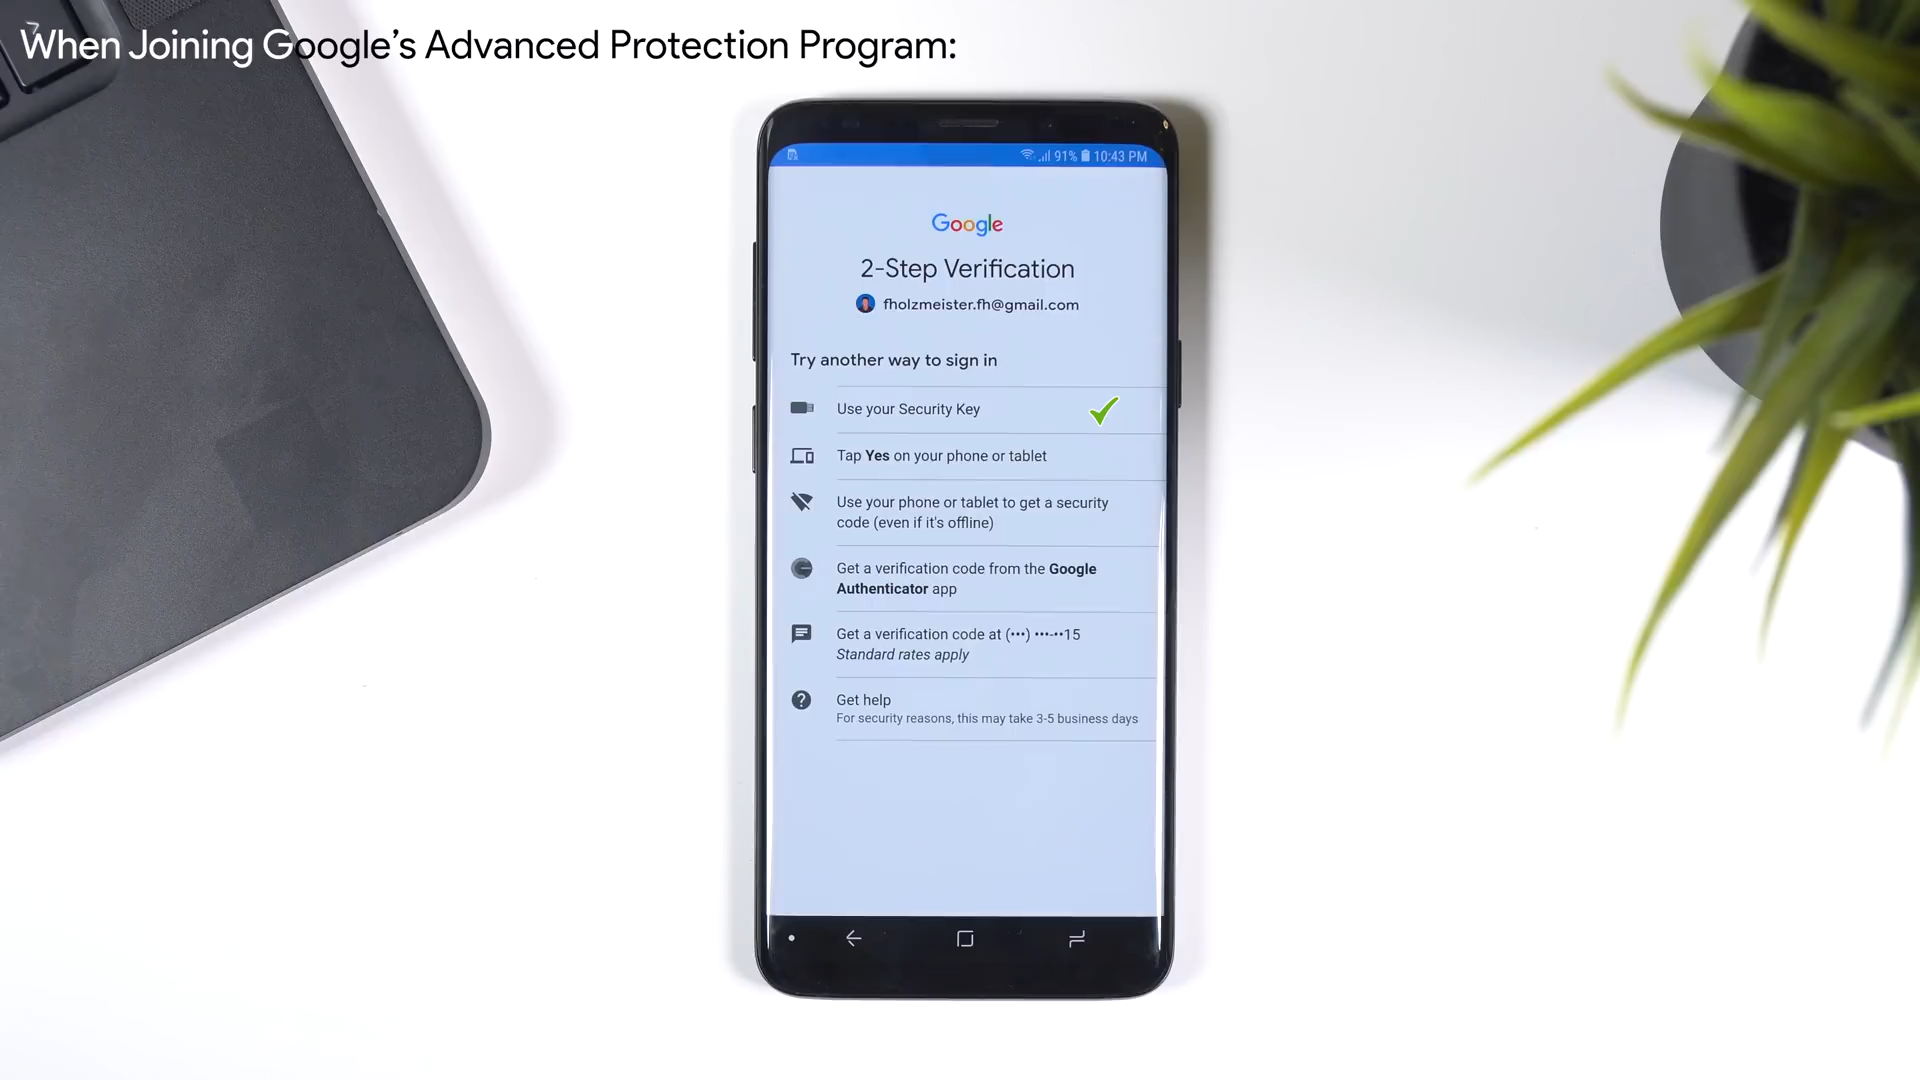 When Joining Google's Advanced Protection Program:
91% 10:43 PM
Google
2-Step Verification
fholzmeister.fh@gmail.com
Try another way to sign in
Use your Security Key
Tap Yes on your phone or tablet
Use your phone or tablet to get a security
code (even if it's offline)
Get a verification code from the Google
Authenticator app
Get a verification code at (•••) •••-••15
Standard rates apply
Get help
For security reasons, this may take 3-5 business days